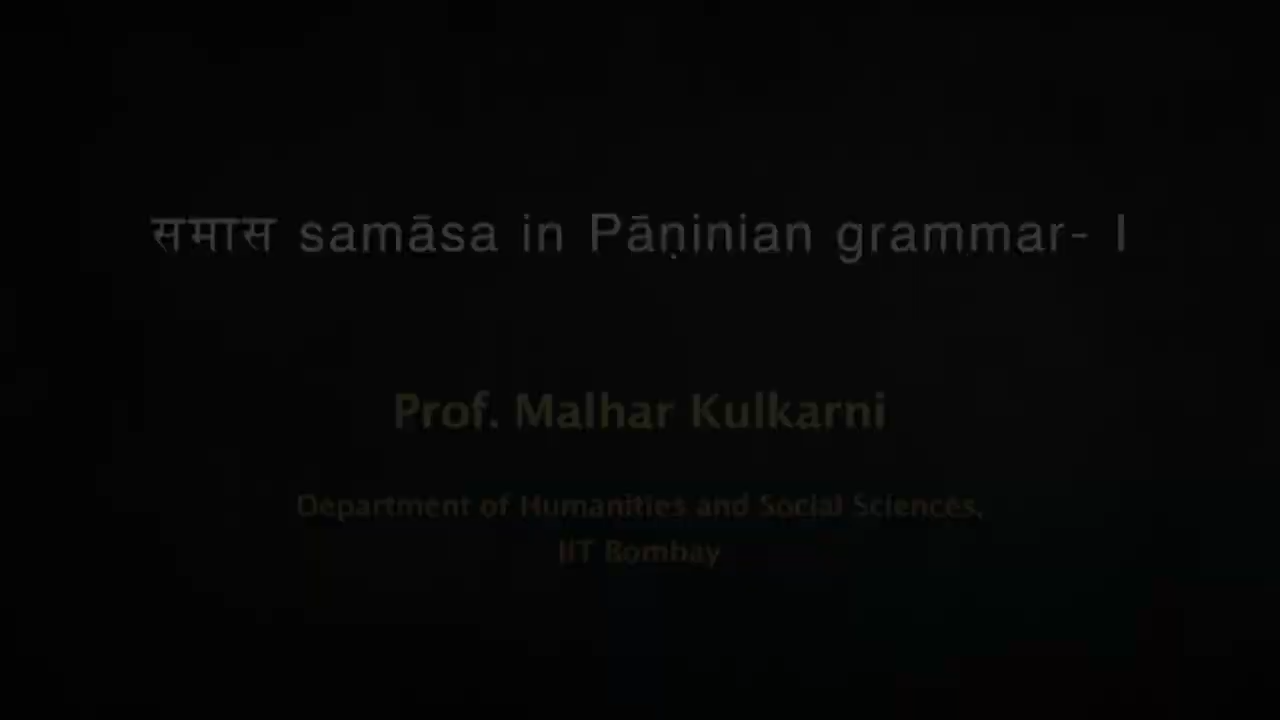 समास samāsa in Pāṇinian grammar- I
Prof. Malhar Kulkarni
Department of Humanities and Social Sciences,
IIT Bombay